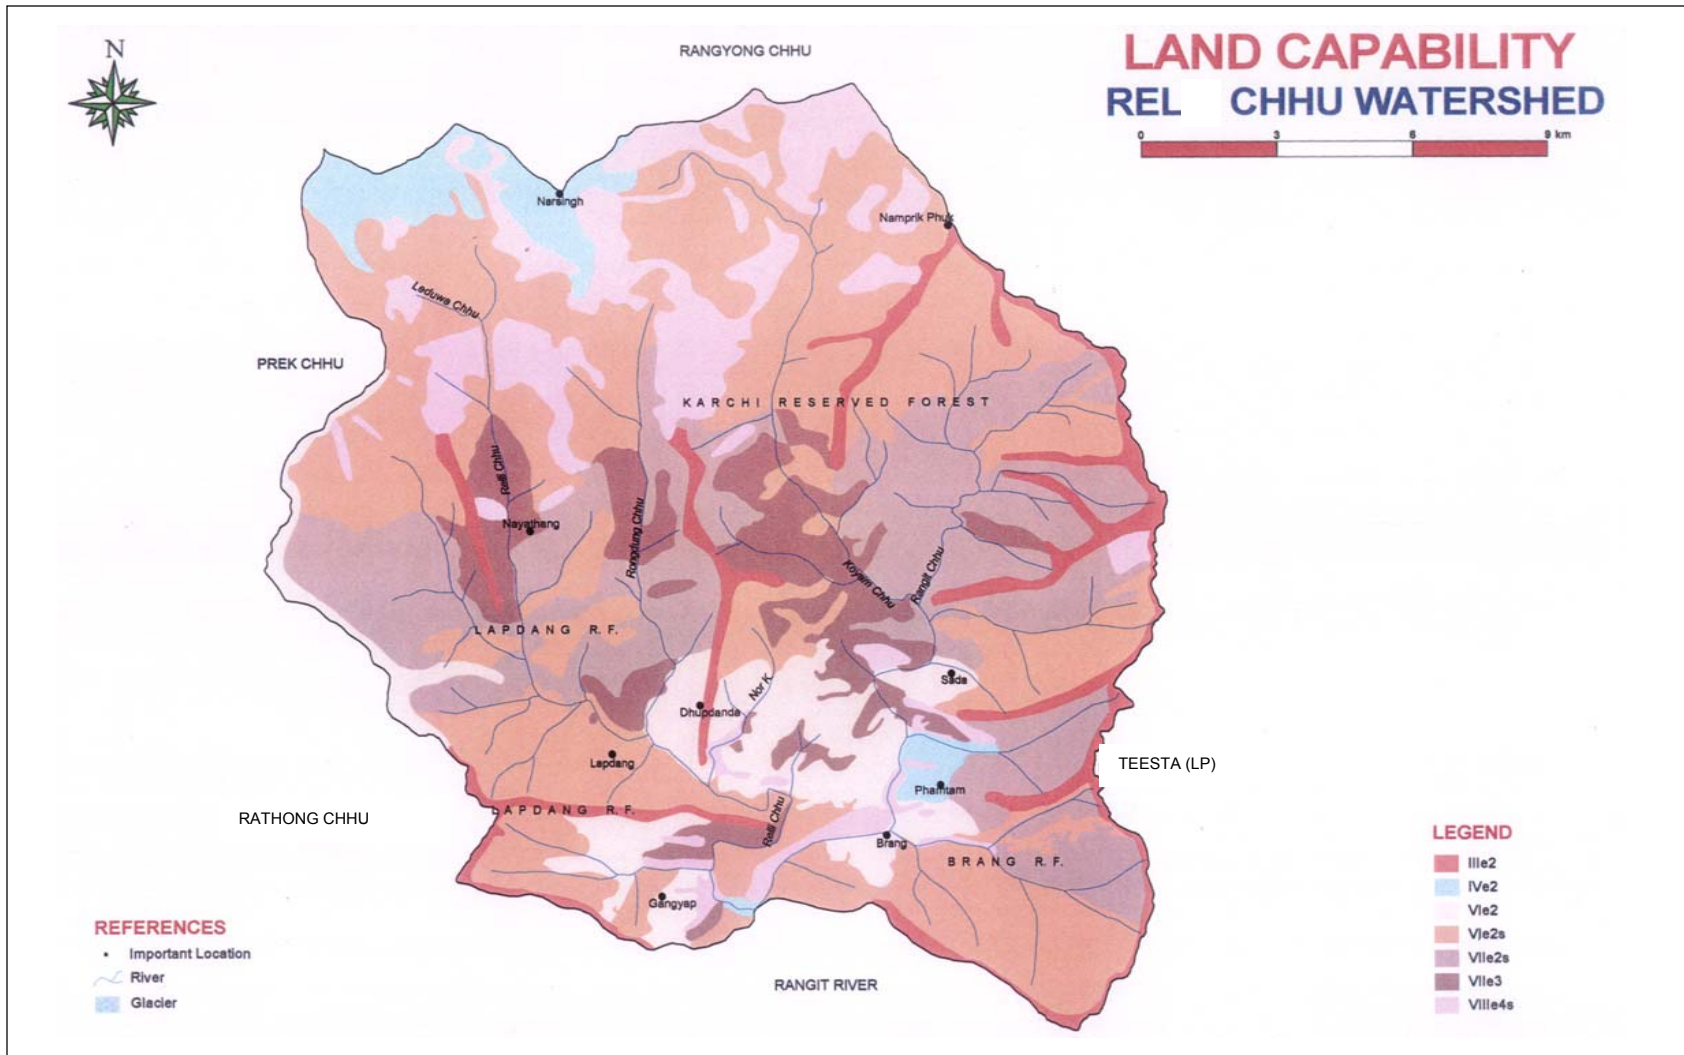 N
RANGYONG CHHU
LAND CAPABILITY
REL CHHU WATERSHED
0 3 6 9 km
Narsingh
Namprik Phuk
Leduwa Chhu
PREK CHHU
KARCHI RESERVED FOREST
Relli Chhu
Nayathang
Rongdung Chhu
Koyam Chhu
Rangit Chhu
LAPDANG R.F.
Sada
Nor K
Dhupdanda
Lapdang
TEESTA (LP)
Phamtam
LAPDANG R.F.
RATHONG CHHU
Relli Chhu
Brang
BRANG R.F.
Gangyap
RANGIT RIVER
REFERENCES
Important Location
River
Glacier
LEGEND
IIIe2
IVe2
VIe2
VIe2s
VIIe2s
VIIe3
VIIIe4s